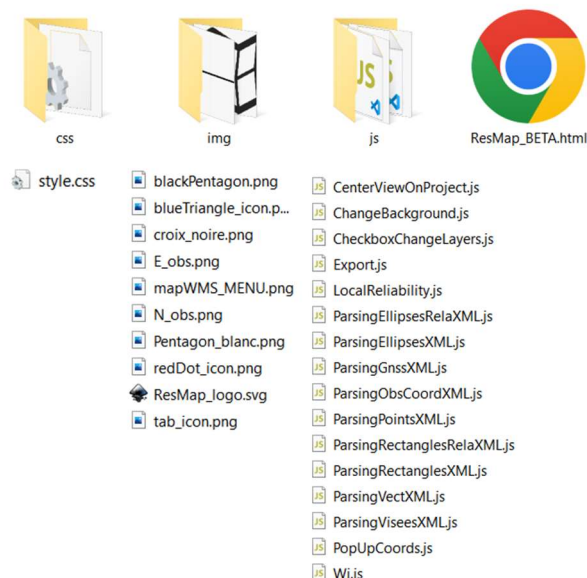 css
img
js
ResMap_BETA.html
style.css
blackPentagon.png
blueTriangle_icon.p...
croix_noire.png
E_obs.png
mapWMS_MENU.png
N_obs.png
Pentagon_blanc.png
redDot_icon.png
ResMap_logo.svg
tab_icon.png
CenterViewOnProject.js
ChangeBackground.js
CheckboxChangeLayers.js
Export.js
LocalReliability.js
ParsingEllipsesRelaXML.js
ParsingEllipsesXML.js
ParsingGnssXML.js
ParsingObsCoordXML.js
ParsingPointsXML.js
ParsingRectanglesRelaXML.js
ParsingRectanglesXML.js
ParsingVectXML.js
ParsingViseesXML.js
PopUpCoords.js
Wi.js